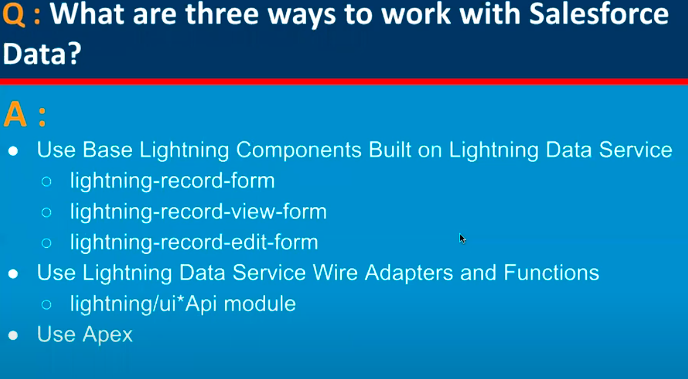 Q : What are three ways to work with Salesforce
Data?
A :
● Use Base Lightning Components Built on Lightning Data Service
○ lightning-record-form
○ lightning-record-view-form
○ lightning-record-edit-form
● Use Lightning Data Service Wire Adapters and Functions
○ lightning/ui*Api module
● Use Apex